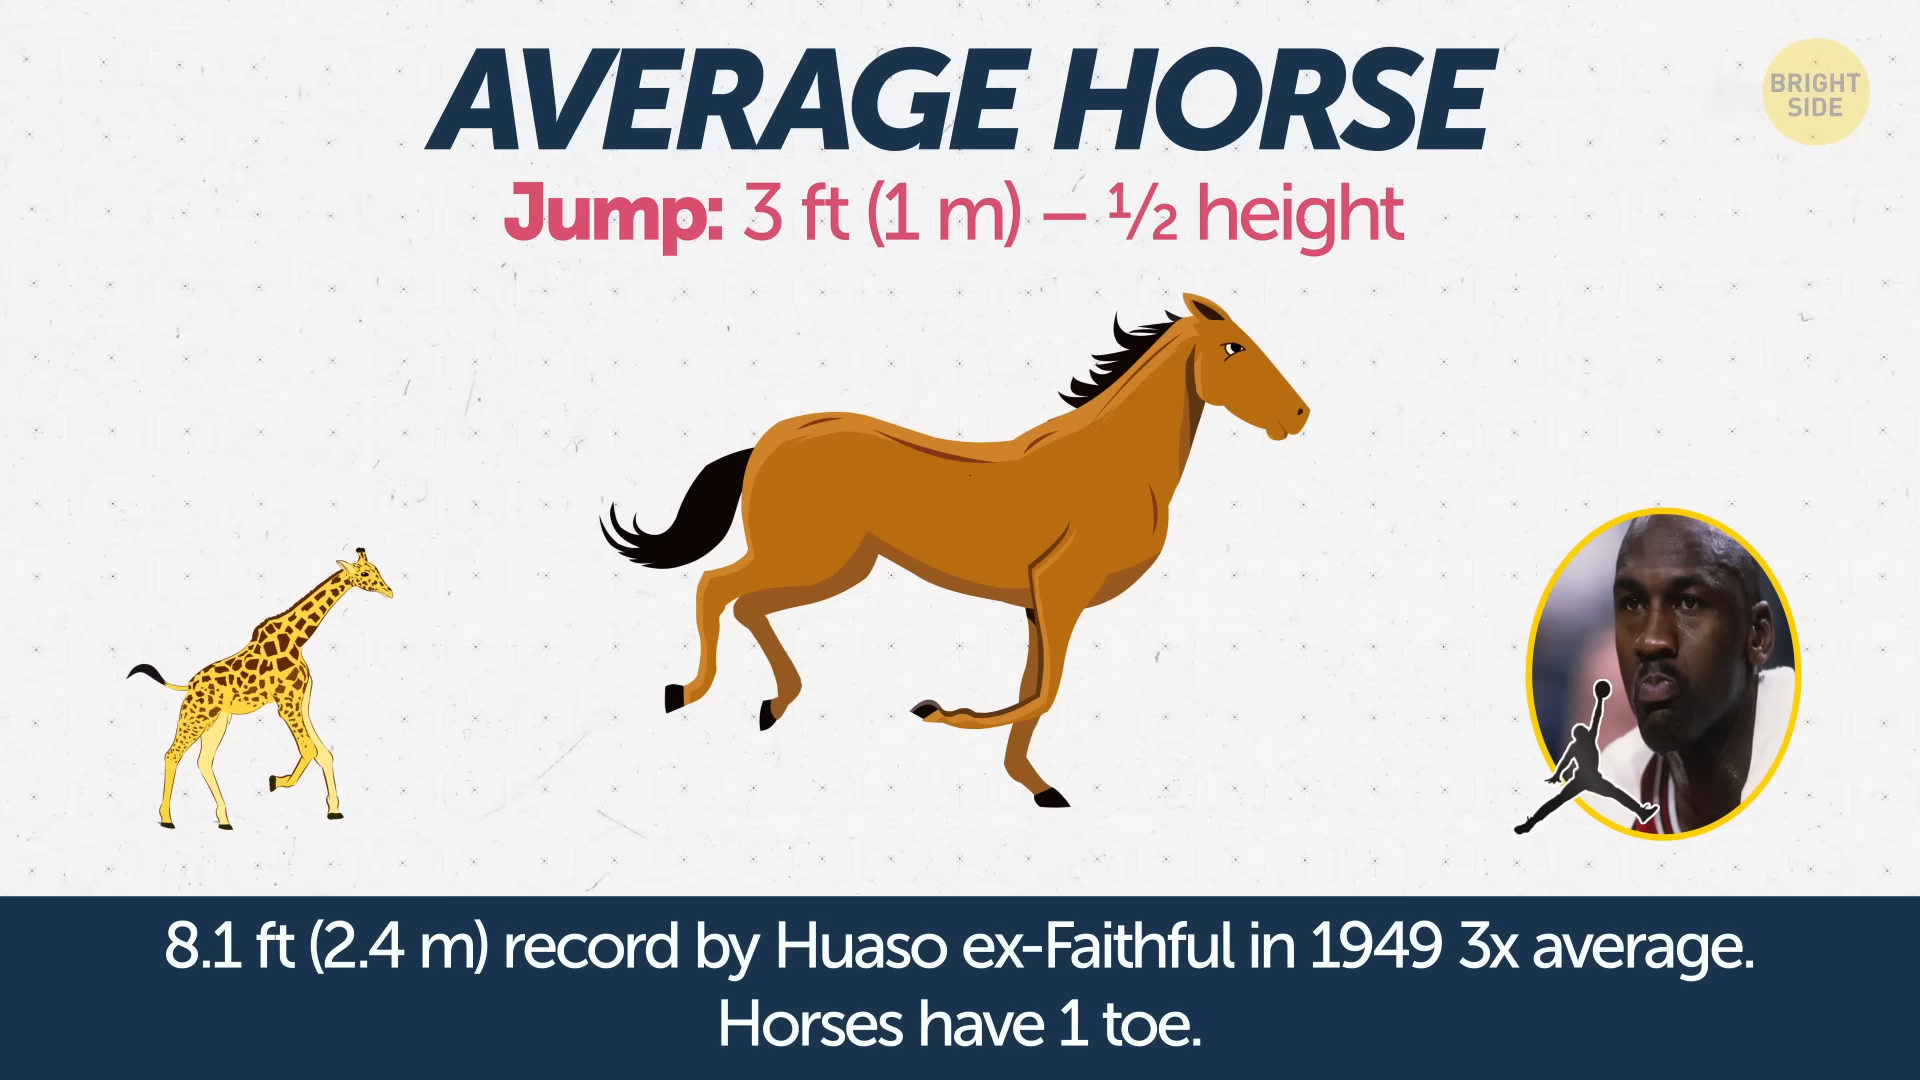 AVERAGE HORSE
BRIGHT
SIDE
Jump: 3 ft (1 m) – ½ height
8.1 ft (2.4 m) record by Huaso ex-Faithful in 1949 3x average.
Horses have 1 toe.